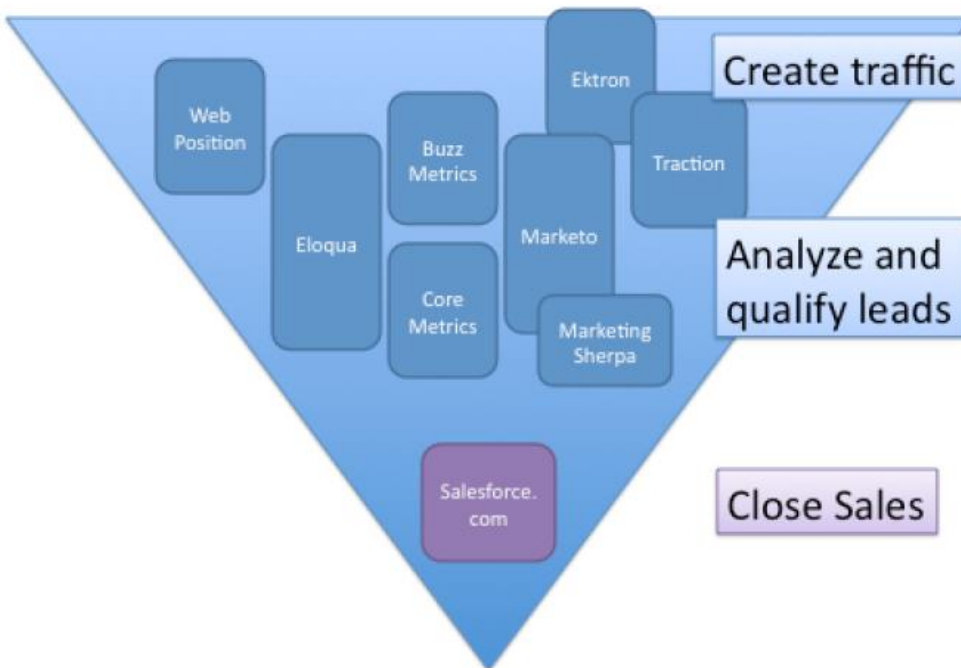 Ektron
Create traffic
Web
Position
Buzz
Metrics
Traction
Eloqua
Marketo
Analyze and
qualify leads
Core
Metrics
Marketing
Sherpa
Salesforce.
com
Close Sales